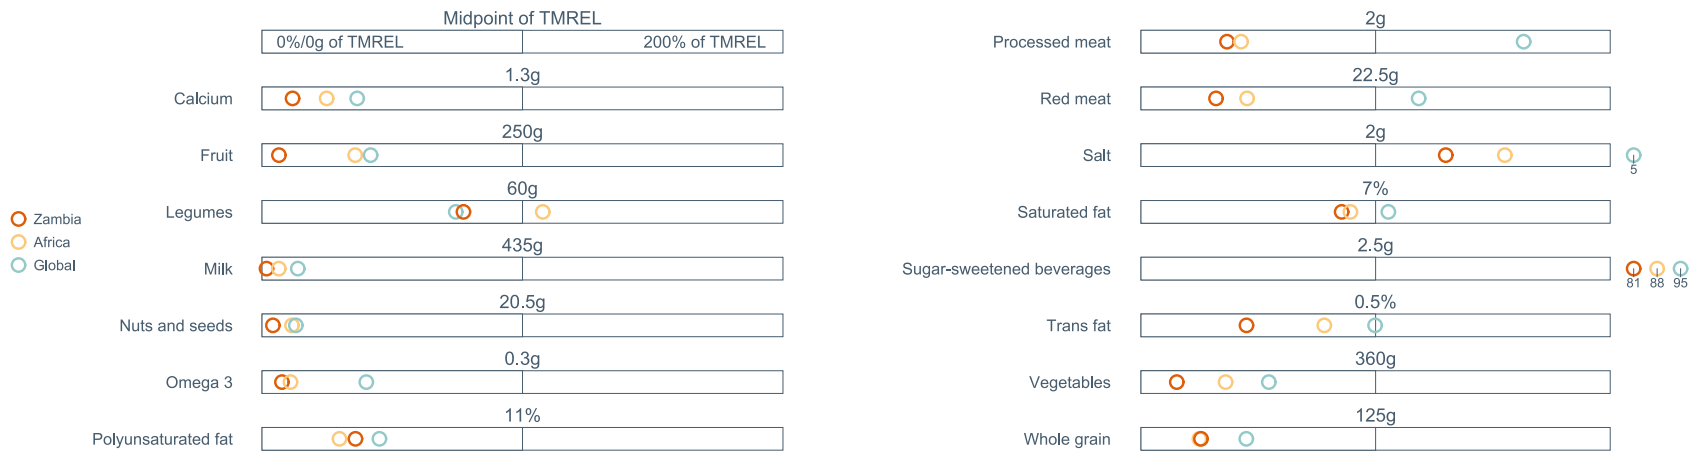 Midpoint of TMREL
0%/0g of TMREL
200% of TMREL
1.3g
Calcium
250g
Fruit
60g
Legumes
435g
Milk
20.5g
Nuts and seeds
0.3g
Omega 3
11%
Polyunsaturated fat
Zambia
Africa
Global
2g
Processed meat
22.5g
Red meat
2g
Salt
5
7%
Saturated fat
2.5g
Sugar-sweetened beverages
81 88 95
0.5%
Trans fat
360g
Vegetables
125g
Whole grain